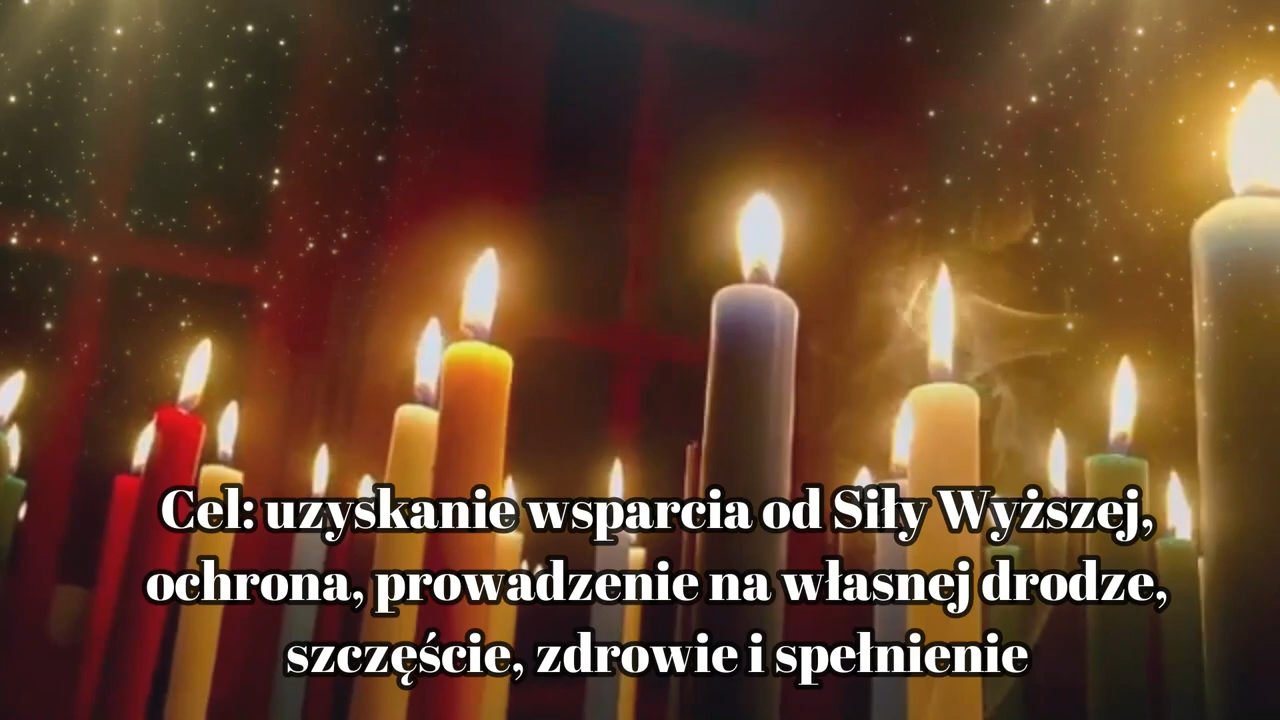 Cel: uzyskanie wsparcia od Siły Wyższej,
ochrona, prowadzenie na własnej drodze,
szczęście, zdrowie i spełnienie